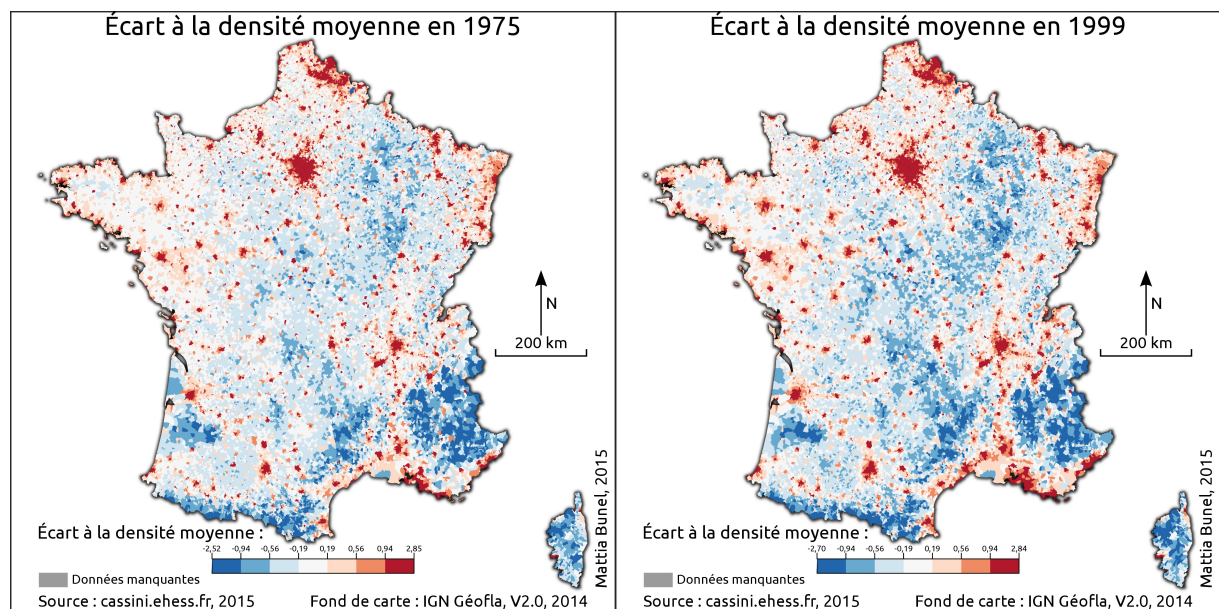 Écart à la densité moyenne en 1975
N
200 km
Écart à la densité moyenne :
-2,52 -0,94 -0,56 -0,19 0,19 0,56 0,94 2,85
Données manquantes
Source : cassini.ehess.fr, 2015 Fond de carte : IGN Géofla, V2.0, 2014
Mattia Bunel, 2015
Écart à la densité moyenne en 1999
N
200 km
Écart à la densité moyenne :
-2,70 -0,94 -0,56 -0,19 0,19 0,56 0,94 2,84
Données manquantes
Source : cassini.ehess.fr, 2015 Fond de carte : IGN Géofla, V2.0, 2014
Mattia Bunel, 2015